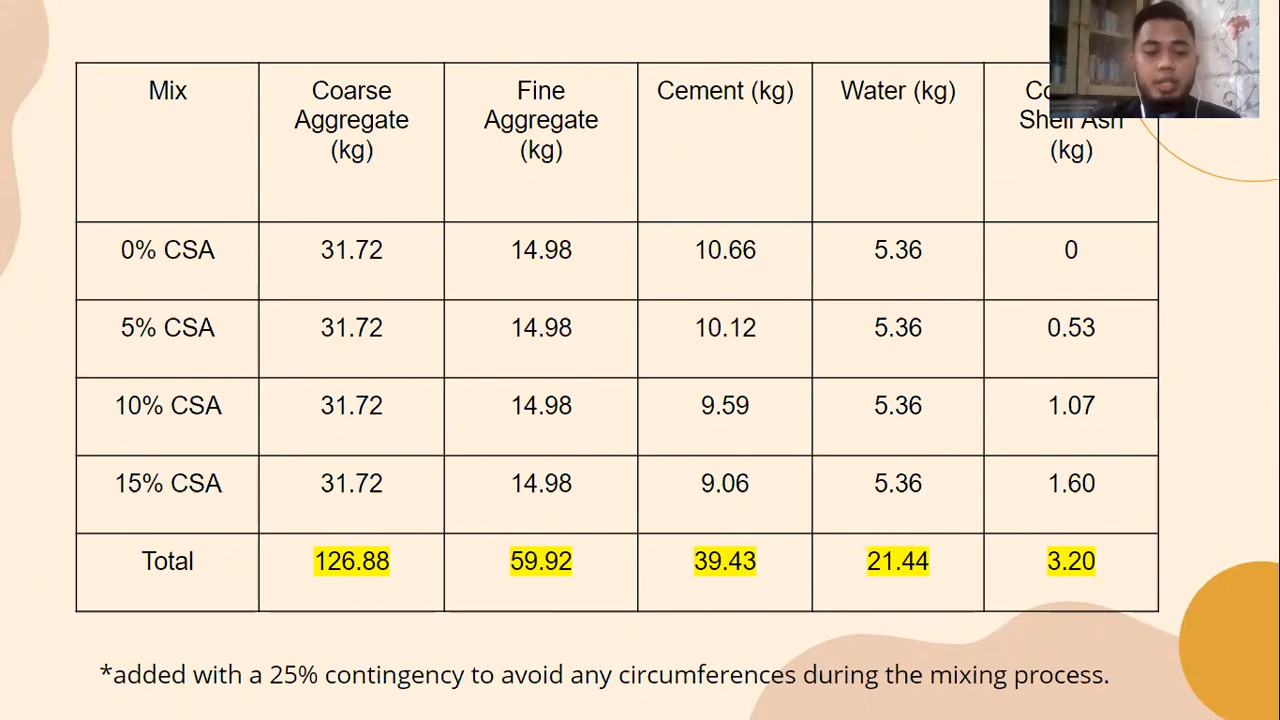 Mix
Coarse
Aggregate
(kg)
Fine
Aggregate
(kg)
Cement (kg)
Water (kg)
Shell Ash
(kg)
0% CSA 31.72 14.98 10.66 5.36 0
5% CSA 31.72 14.98 10.12 5.36 0.53
10% CSA 31.72 14.98 9.59 5.36 1.07
15% CSA 31.72 14.98 9.06 5.36 1.60
Total 126.88 59.92 39.43 21.44 3.20
*added with a 25% contingency to avoid any circumferences during the mixing process.